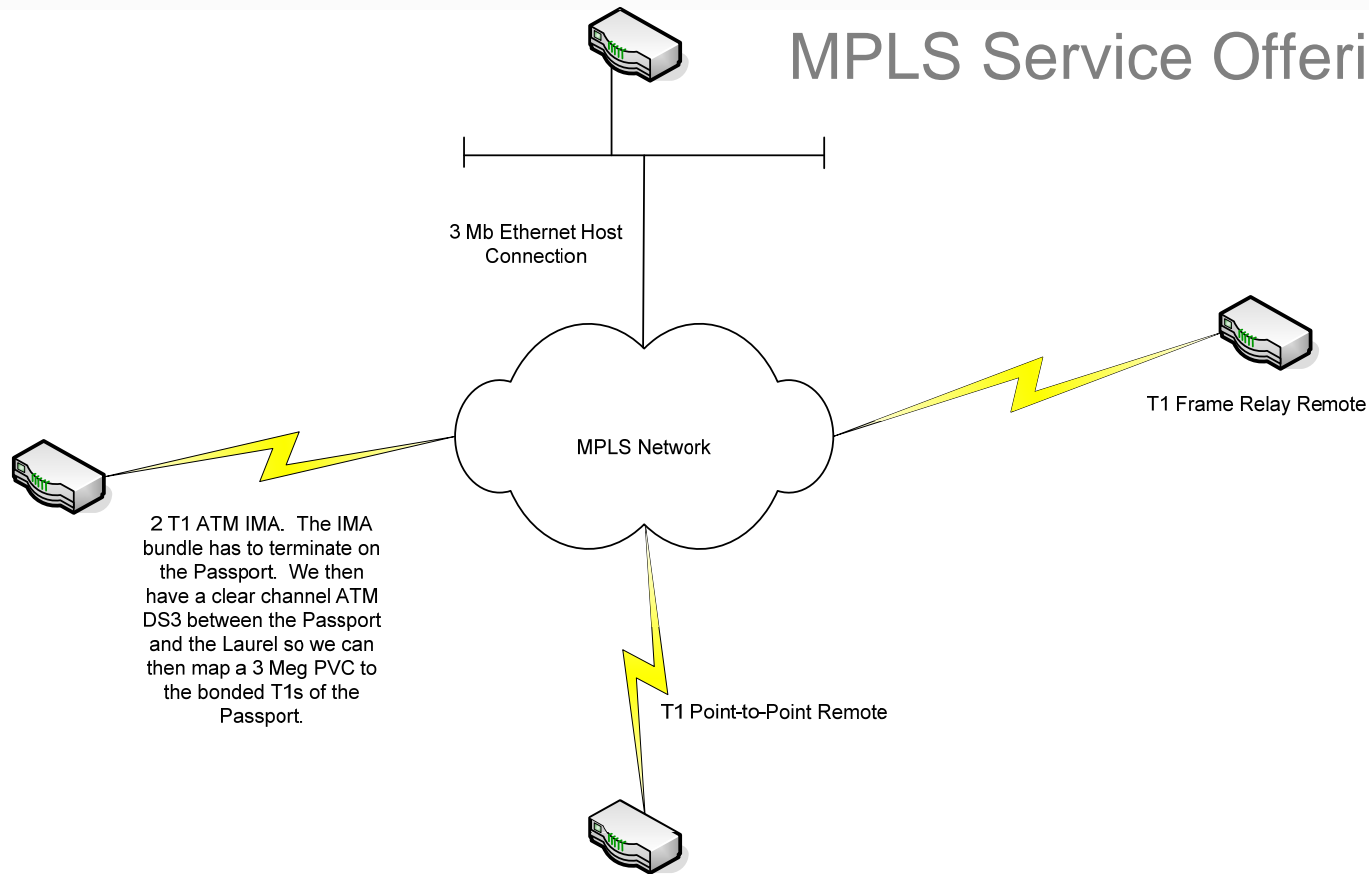 MPLS Service Offeri
3 Mb Ethernet Host
Connection
T1 Frame Relay Remote
MPLS Network
2 T1 ATM IMA.  The IMA
bundle has to terminate on
the Passport.  We then
have a clear channel ATM
DS3 between the Passport
and the Laurel so we can
then map a 3 Meg PVC to
the bonded T1s of the
Passport.
T1 Point-to-Point Remote